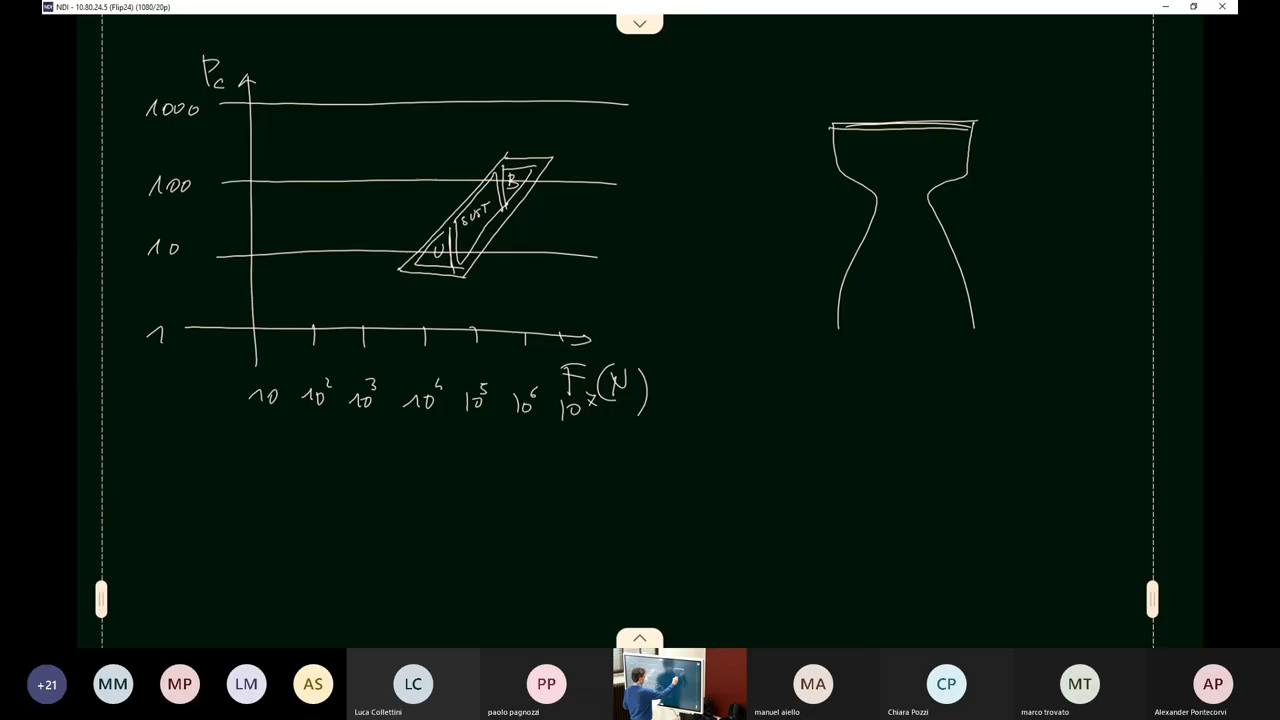 NDI - 10.80.24.5 (Flip24) (1080/20p)
Pc
1000
100
10
1
B
SUST
U
F (N)
10 10² 10³ 10⁴ 10⁵ 10⁶ 10ˣ
+21
MM
MP
LM
AS
LC
Luca Collettini
PP
paolo pagnozzi
MA
manuel aiello
CP
Chiara Pozzi
MT
marco trovato
AP
Alexander Pontecorvi